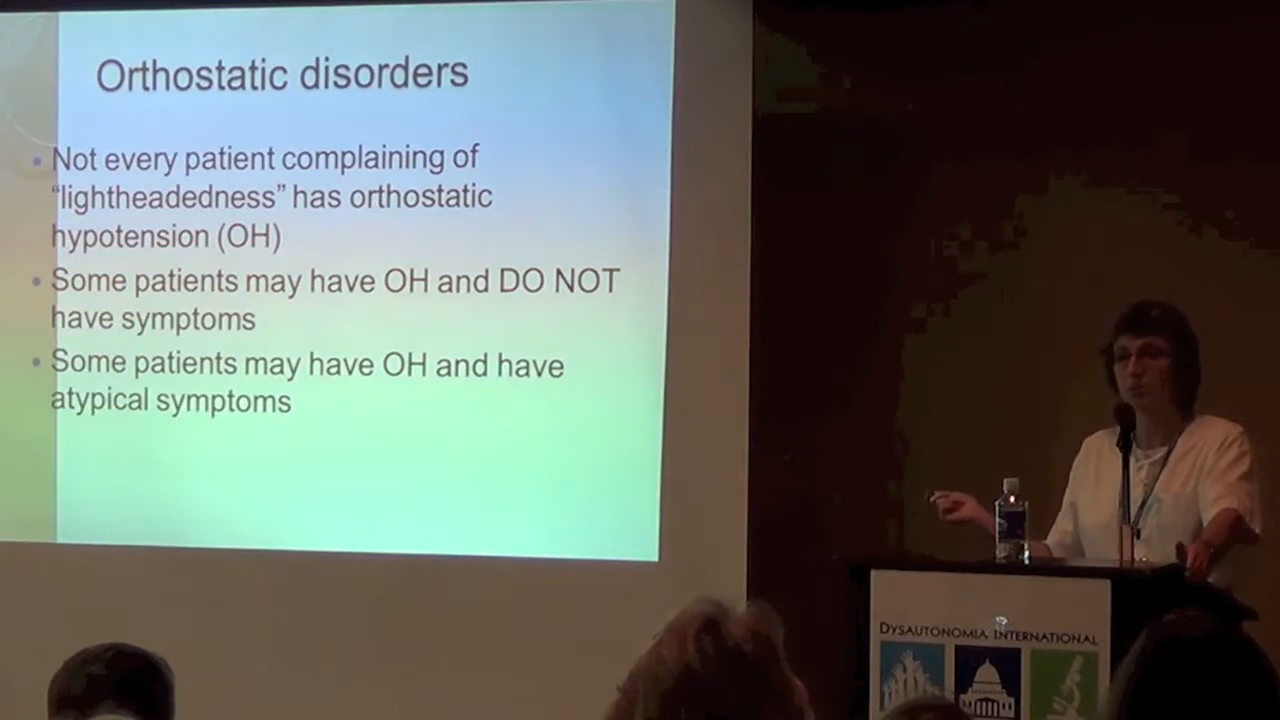 Orthostatic disorders
• Not every patient complaining of
“lightheadedness” has orthostatic
hypotension (OH)
• Some patients may have OH and DO NOT
have symptoms
• Some patients may have OH and have
atypical symptoms
DYSAUTONOMIA INTERNATIONAL